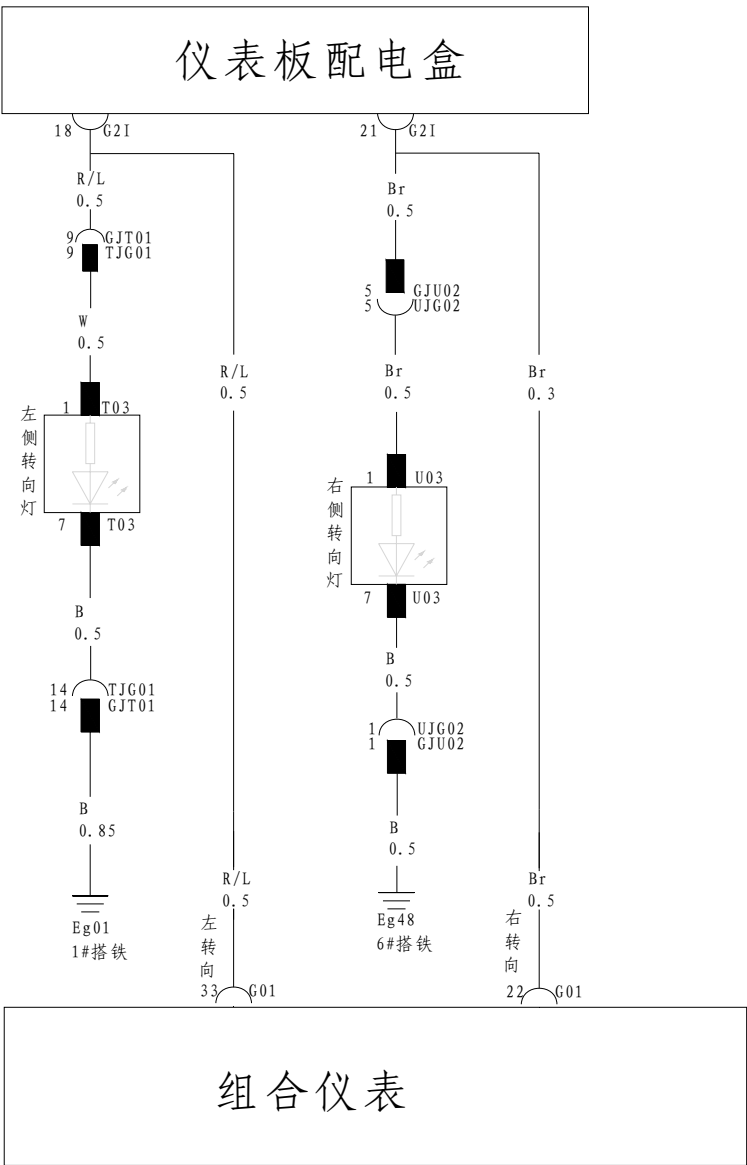 仪表板配电盒
18 G2I
21 G2I
R/L
0.5
Br
0.5
9 GJT01
9 TJG01
5 GJU02
5 UJG02
W
0.5
R/L
0.5
Br
0.5
Br
0.3
1 T03
左侧转向灯
7 T03
1 U03
右侧转向灯
7 U03
B
0.5
B
0.5
14 TJG01
14 GJT01
1 UJG02
1 GJU02
B
0.85
B
0.5
R/L
0.5
Br
0.5
Eg01
1#搭铁
左转向
Eg48
6#搭铁
右转向
33 G01
22 G01
组合仪表